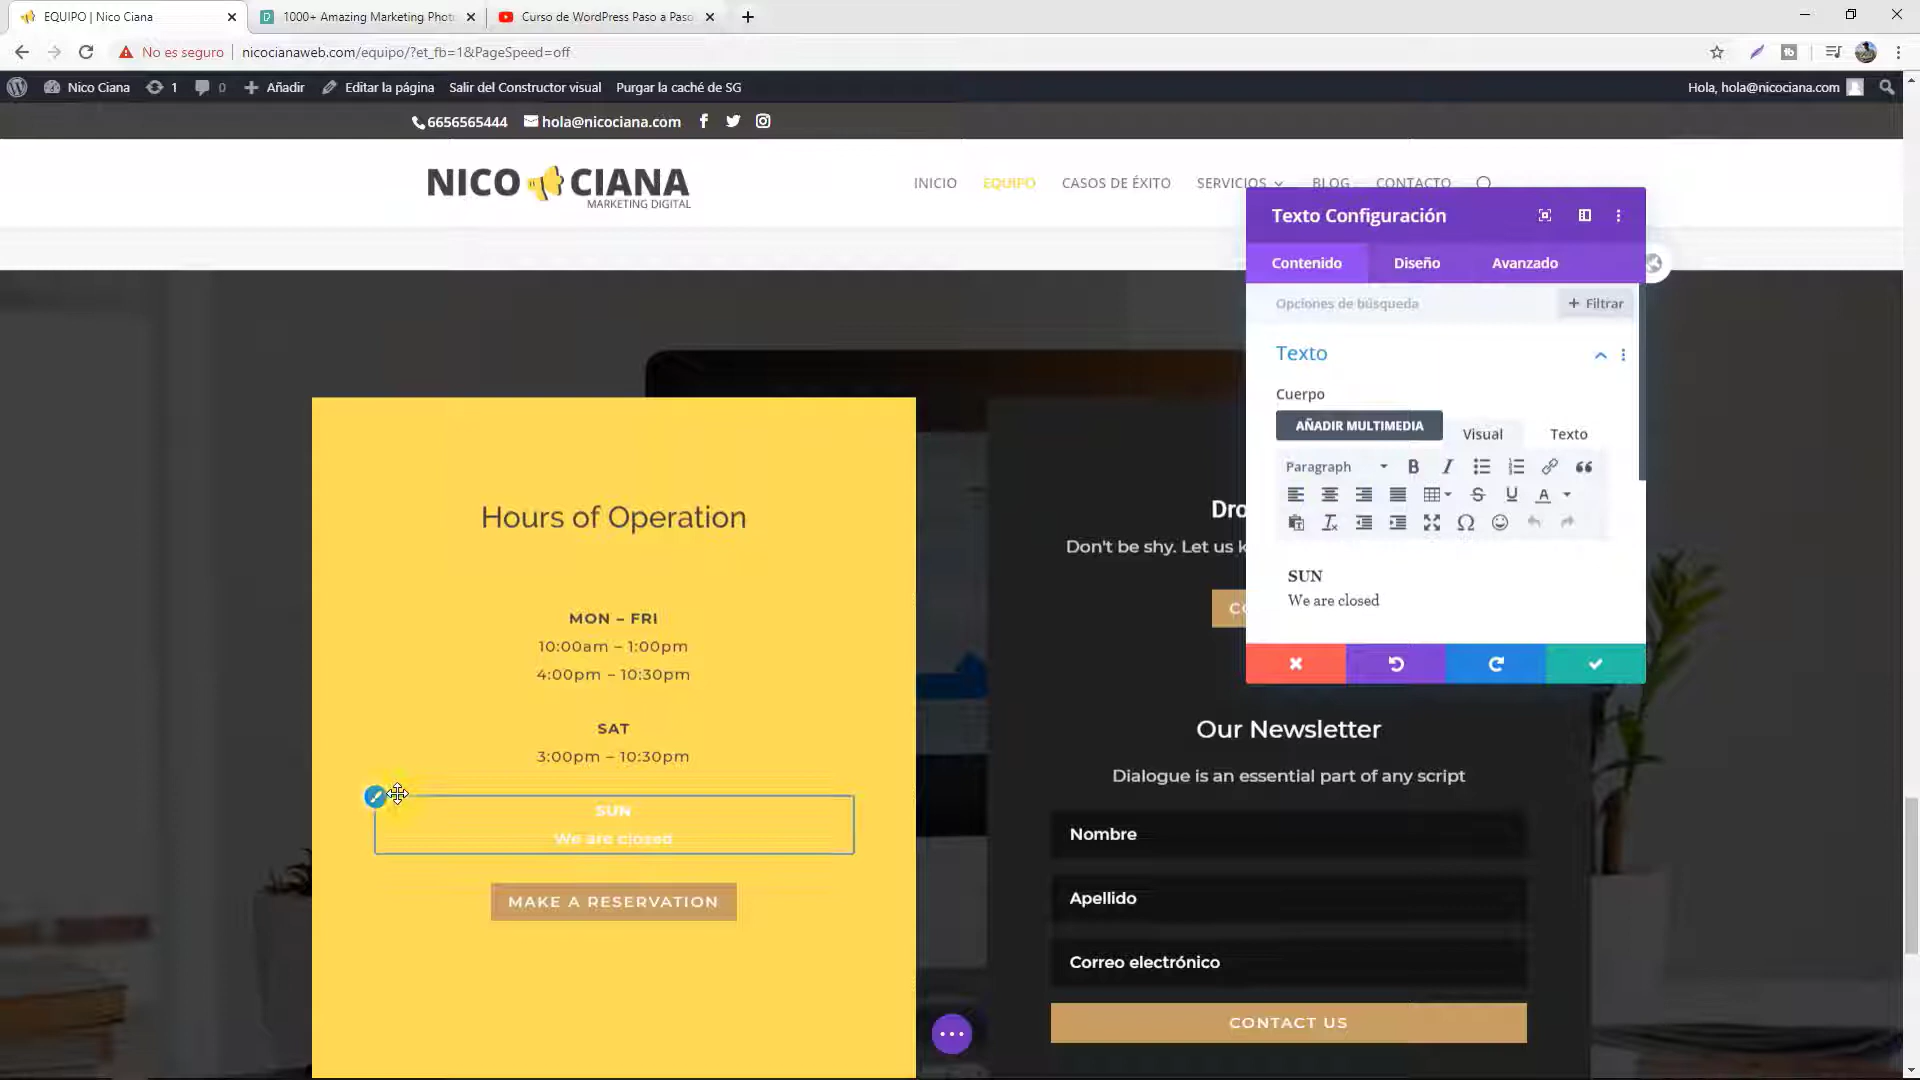 EQUIPO | Nico Ciana
1000+ Amazing Marketing Phot
Curso de WordPress Paso a Paso
No es seguro
nicocianaweb.com/equipo/?et_fb=1&PageSpeed=off
Nico Ciana
1
0
Añadir
Editar la página
Salir del Constructor visual
Purgar la caché de SG
Hola, hola@nicociana.com
6656565444
hola@nicociana.com
NICO CIANA
MARKETING DIGITAL
INICIO
EQUIPO
CASOS DE ÉXITO
SERVICIOS
BLOG
CONTACTO
Texto Configuración
Contenido
Diseño
Avanzado
Opciones de búsqueda
+ Filtrar
Texto
Cuerpo
AÑADIR MULTIMEDIA
Visual
Texto
Paragraph
SUN
We are closed
Hours of Operation
MON – FRI
10:00am – 1:00pm
4:00pm – 10:30pm
SAT
3:00pm – 10:30pm
SUN
We are closed
MAKE A RESERVATION
Dro
Don't be shy. Let us k
Our Newsletter
Dialogue is an essential part of any script
Nombre
Apellido
Correo electrónico
CONTACT US